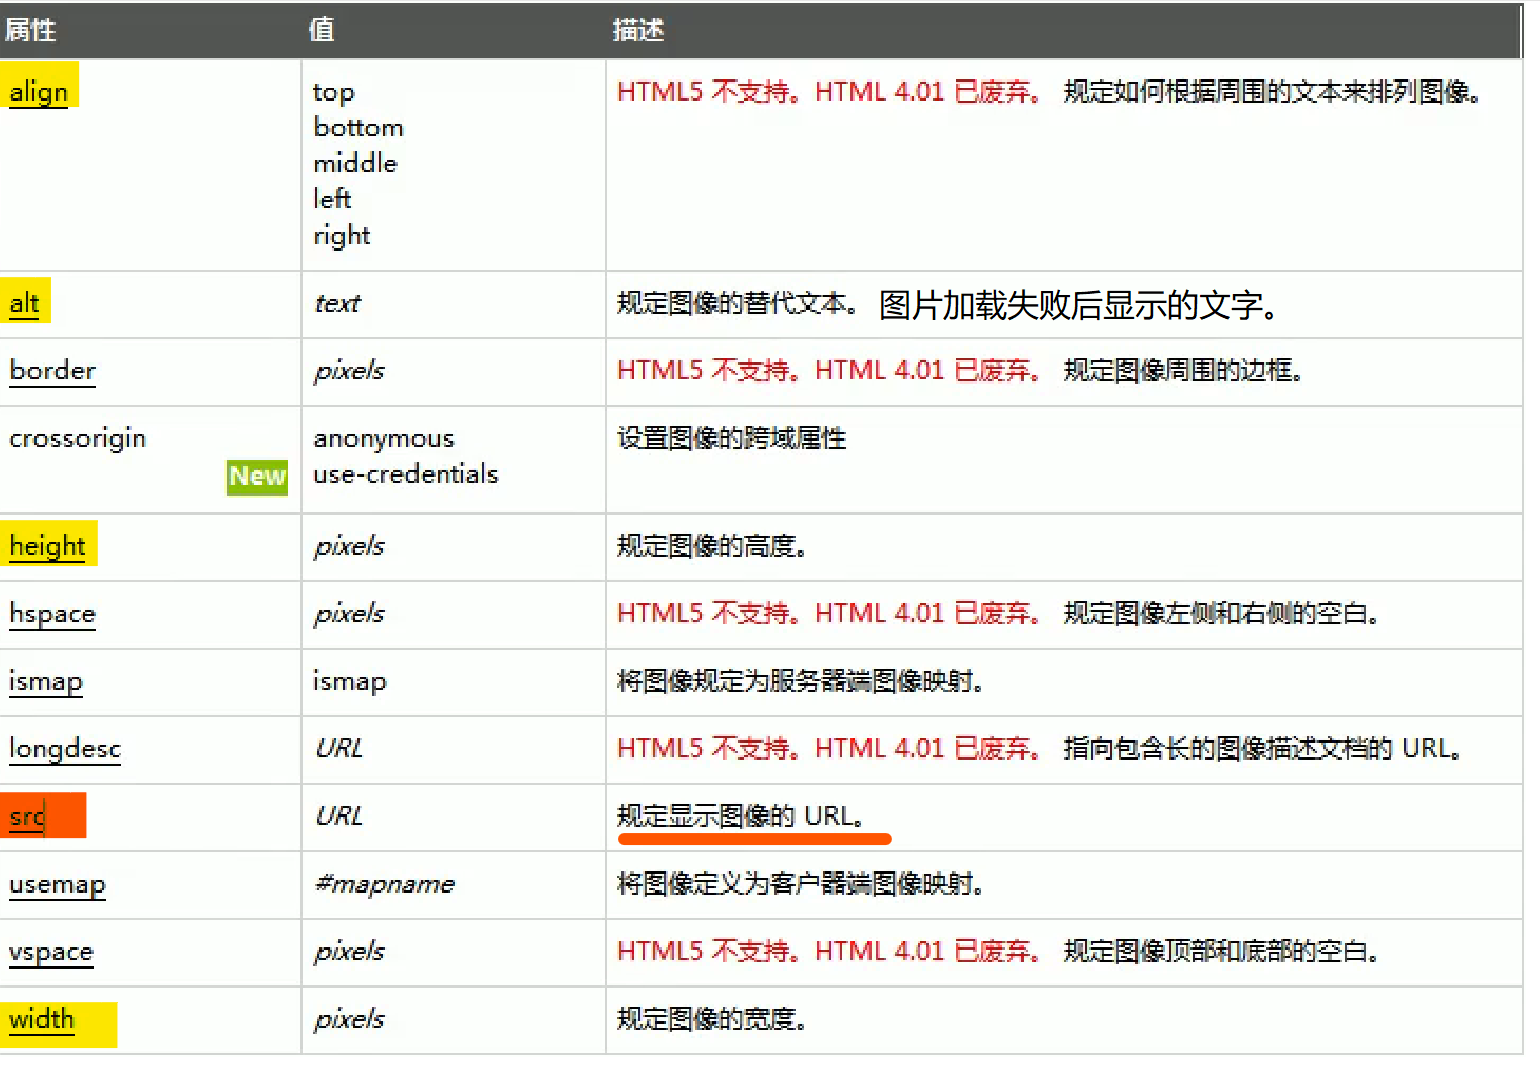 属性 值 描述
align top HTML5 不支持。HTML 4.01 已废弃。 规定如何根据周围的文本来排列图像。
bottom
middle
left
right
alt text 规定图像的替代文本。 图片加载失败后显示的文字。
border pixels HTML5 不支持。HTML 4.01 已废弃。 规定图像周围的边框。
crossorigin anonymous 设置图像的跨域属性
New use-credentials
height pixels 规定图像的高度。
hspace pixels HTML5 不支持。HTML 4.01 已废弃。 规定图像左侧和右侧的空白。
ismap ismap 将图像规定为服务器端图像映射。
longdesc URL HTML5 不支持。HTML 4.01 已废弃。 指向包含长的图像描述文档的 URL。
src URL 规定显示图像的 URL。
usemap #mapname 将图像定义为客户器端图像映射。
vspace pixels HTML5 不支持。HTML 4.01 已废弃。 规定图像顶部和底部的空白。
width pixels 规定图像的宽度。